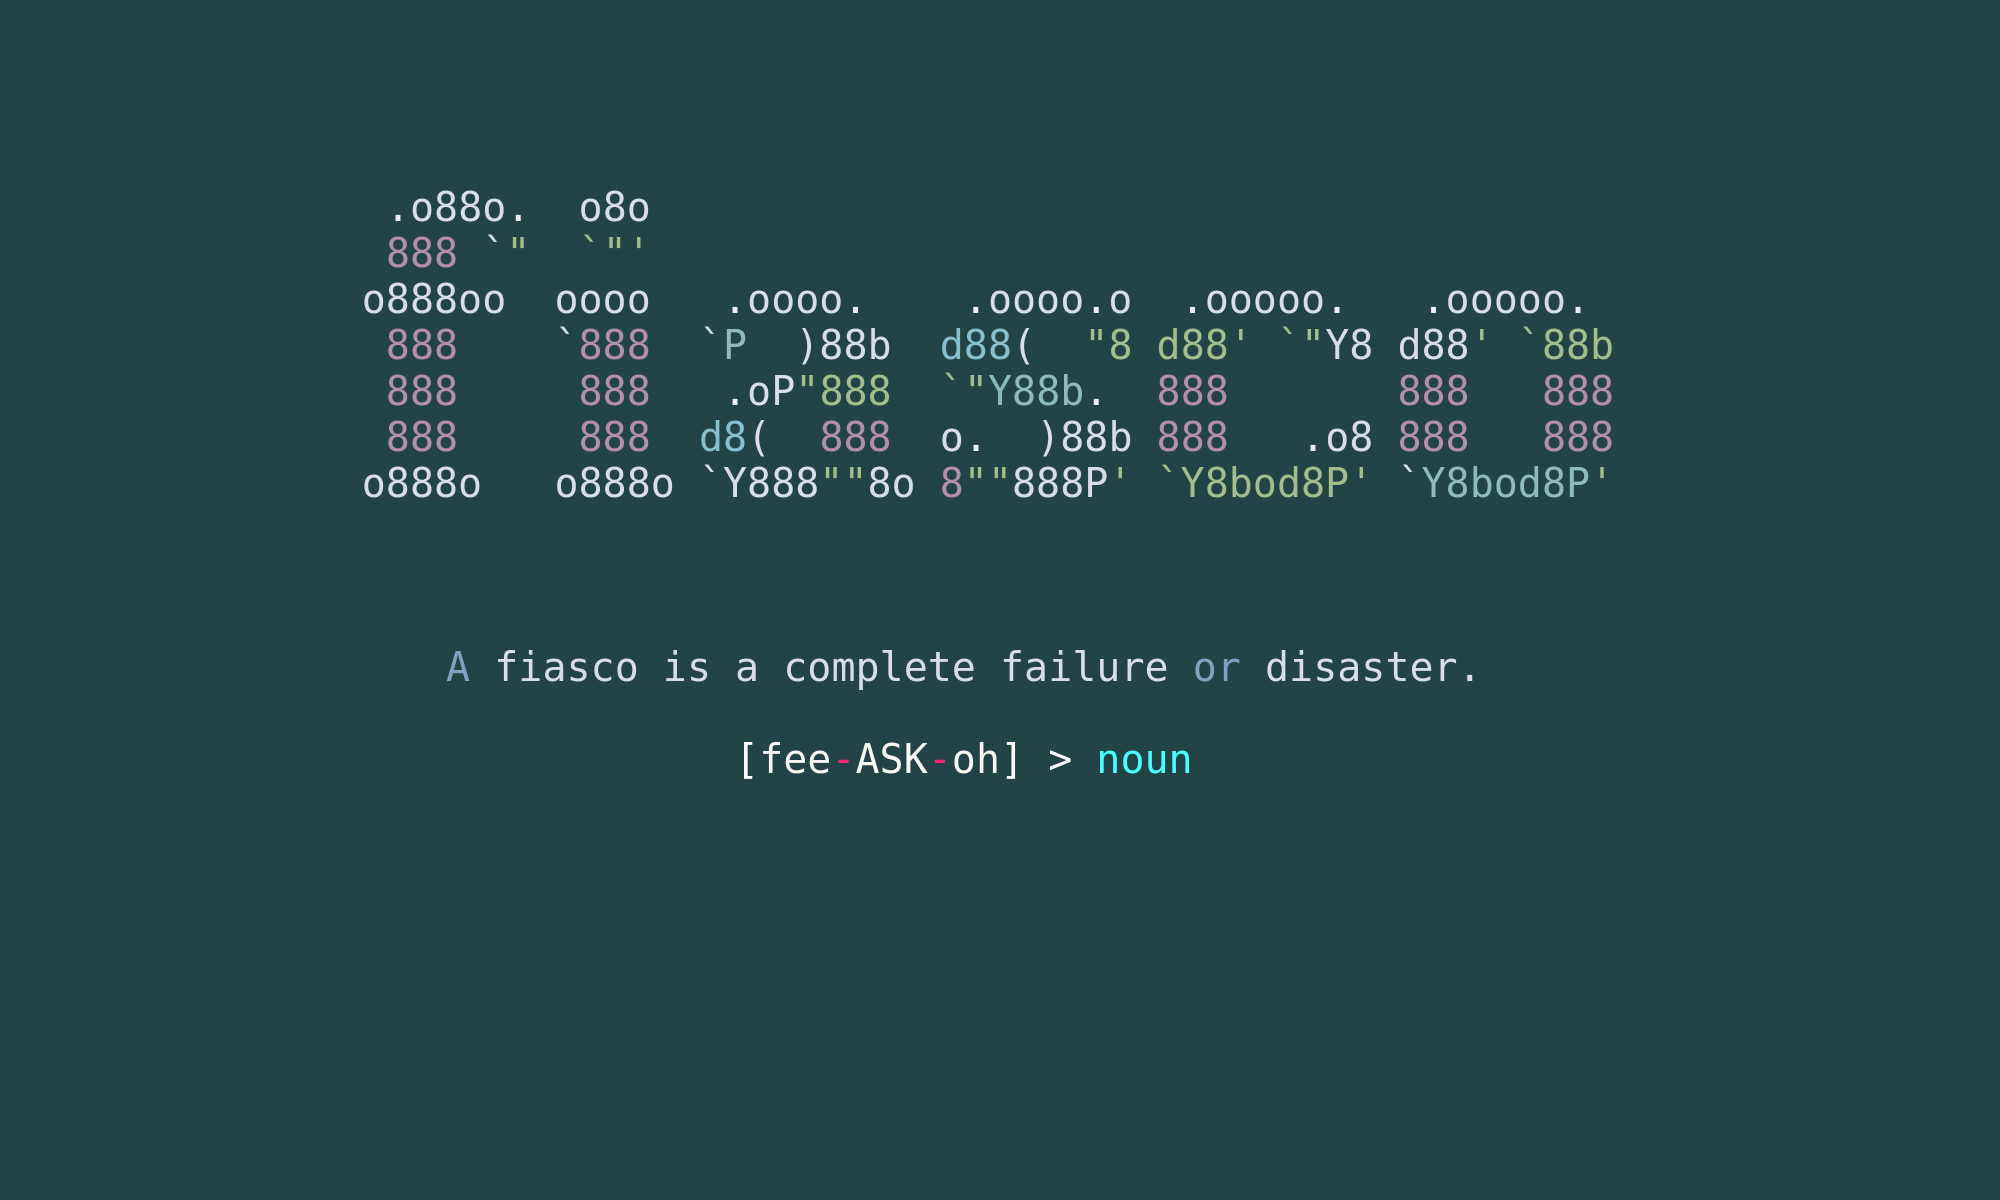 .o88o.  o8o
 888 `"  `"'
o888oo  oooo   .oooo.    .oooo.o  .ooooo.   .ooooo.
 888    `888  `P  )88b  d88(  "8 d88' `"Y8 d88' `88b
 888     888   .oP"888  `"Y88b.  888       888   888
 888     888  d8(  888  o.  )88b 888   .o8 888   888
o888o   o888o `Y888""8o 8""888P' `Y8bod8P' `Y8bod8P'
A fiasco is a complete failure or disaster.
[fee-ASK-oh] > noun